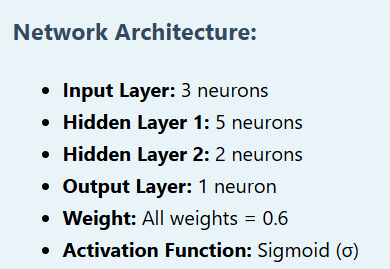 Network Architecture:
• Input Layer: 3 neurons
• Hidden Layer 1: 5 neurons
• Hidden Layer 2: 2 neurons
• Output Layer: 1 neuron
• Weight: All weights = 0.6
• Activation Function: Sigmoid (σ)